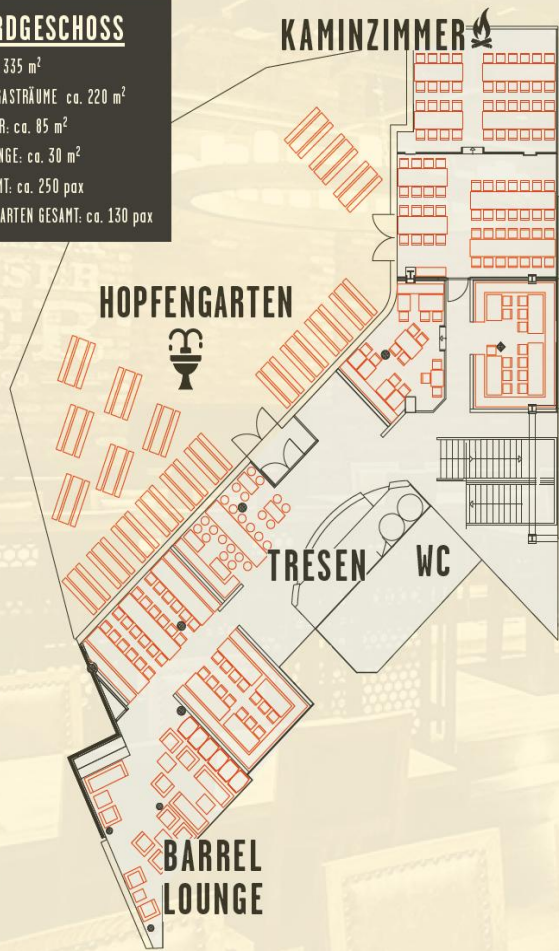 RDGESCHOSS
335 m²
GASTRÄUME ca. 220 m²
R: ca. 85 m²
NGE: ca. 30 m²
MT: ca. 250 pax
ARTEN GESAMT: ca. 130 pax
KAMINZIMMER
HOPFENGARTEN
TRESEN
WC
BARREL
LOUNGE